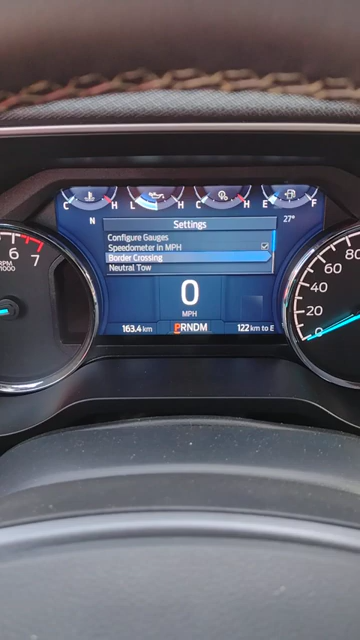 C H L H C H E F
N Settings 27°
Configure Gauges
Speedometer in MPH
Border Crossing
Neutral Tow
0
MPH
163.4 km PRNDM 122 km to E
6 7
RPM
x1000
80
60
40
20
0